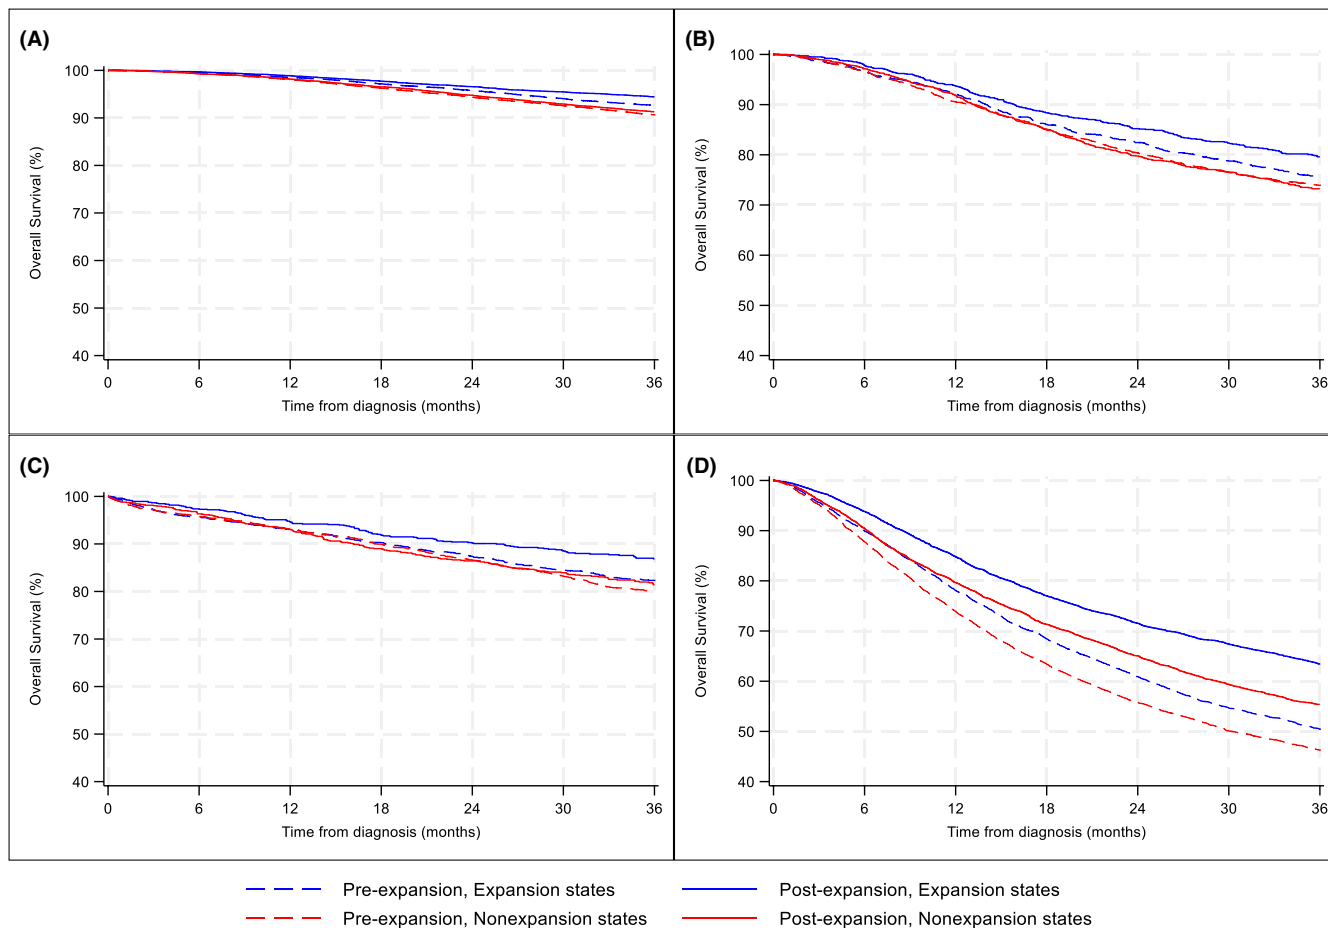 (A)
100
90
80
70
60
50
40
Overall Survival (%)
0 6 12 18 24 30 36
Time from diagnosis (months)
(B)
100
90
80
70
60
50
40
Overall Survival (%)
0 6 12 18 24 30 36
Time from diagnosis (months)
(C)
100
90
80
70
60
50
40
Overall Survival (%)
0 6 12 18 24 30 36
Time from diagnosis (months)
(D)
100
90
80
70
60
50
40
Overall Survival (%)
0 6 12 18 24 30 36
Time from diagnosis (months)
Pre-expansion, Expansion states Post-expansion, Expansion states
Pre-expansion, Nonexpansion states Post-expansion, Nonexpansion states